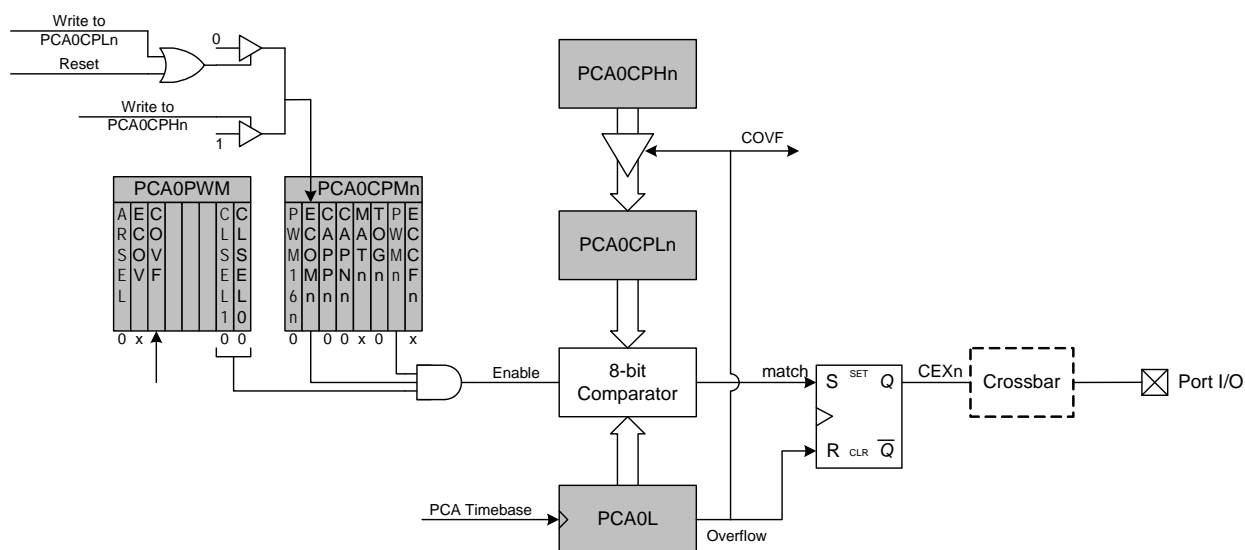 Write to
PCA0CPLn
Reset
0
Write to
PCA0CPHn
1
PCA0CPHn
COVF
PCA0PWM
ARSEL
ECOV
COVF
CLSEL1
CLSEL0
0 x 0 0
PCA0CPMn
PWM16n
ECOMn
CAPPn
CAPNn
MATn
TOGn
PWMn
ECCFn
0 0 0 x 0 x
PCA0CPLn
Enable
8-bit
Comparator
match
S SET Q
R CLR Q
CEXn
Crossbar
Port I/O
PCA Timebase
PCA0L
Overflow